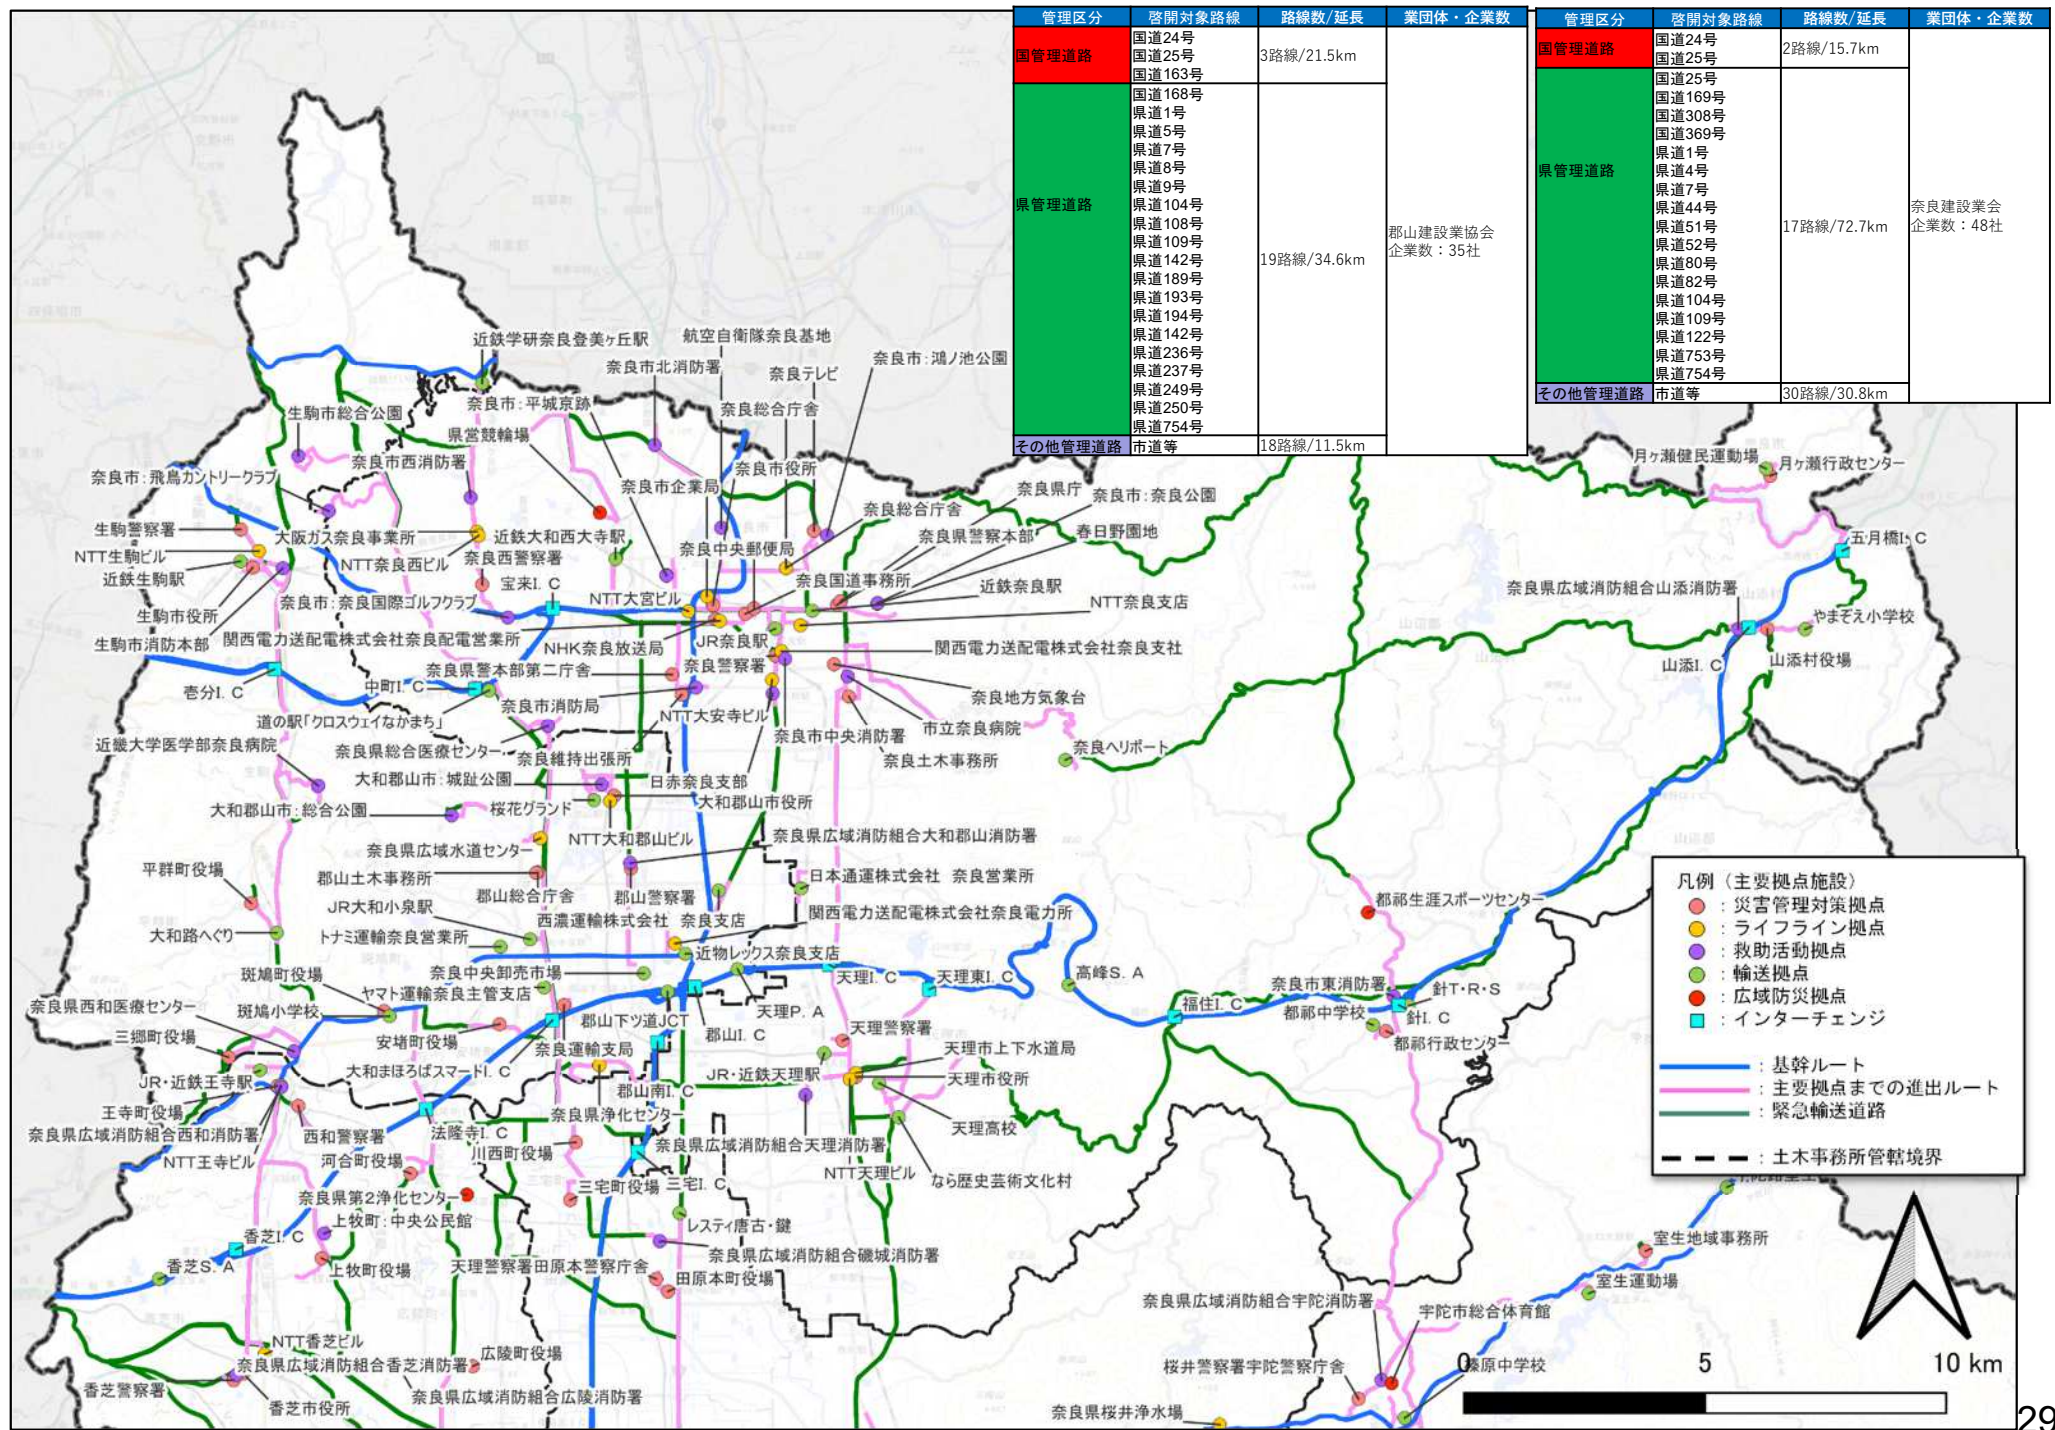 管理区分 啓開対象路線 路線数/延長 業団体・企業数
国管理道路
国道24号
国道25号
国道163号
3路線/21.5km
県管理道路
国道168号
県道1号
県道5号
県道7号
県道8号
県道9号
県道104号
県道108号
県道109号
県道142号
県道189号
県道193号
県道194号
県道142号
県道236号
県道237号
県道249号
県道250号
県道754号
19路線/34.6km
郡山建設業協会
企業数：35社
その他管理道路 市道等 18路線/11.5km
管理区分 啓開対象路線 路線数/延長 業団体・企業数
国管理道路
国道24号
国道25号
2路線/15.7km
県管理道路
国道25号
国道169号
国道308号
国道369号
県道1号
県道4号
県道7号
県道44号
県道51号
県道52号
県道80号
県道82号
県道104号
県道109号
県道122号
県道753号
県道754号
17路線/72.7km
奈良建設業会
企業数：48社
その他管理道路 市道等 30路線/30.8km
近鉄学研奈良登美ヶ丘駅
航空自衛隊奈良基地
奈良市北消防署
奈良テレビ
奈良市：鴻ノ池公園
生駒市総合公園
奈良市：平城京跡
奈良総合庁舎
県営競輪場
奈良市西消防署
奈良市役所
奈良市：飛鳥カントリークラブ
奈良市企業局
奈良県庁
奈良市：奈良公園
月ヶ瀬健民運動場
月ヶ瀬行政センター
生駒警察署
大阪ガス奈良事業所
近鉄大和西大寺駅
奈良総合庁舎
奈良県警察本部
春日野園地
五月橋I. C
NTT生駒ビル
NTT奈良西ビル
奈良西警察署
奈良中央郵便局
近鉄生駒駅
宝来I. C
奈良国道事務所
近鉄奈良駅
奈良県広域消防組合山添消防署
生駒市役所
奈良市：奈良国際ゴルフクラブ
NTT大宮ビル
NTT奈良支店
やまぞえ小学校
生駒市消防本部
関西電力送配電株式会社奈良配電営業所
NHK奈良放送局
JR奈良駅
関西電力送配電株式会社奈良支社
山添I. C
山添村役場
壱分I. C
中町I. C
奈良県警本部第二庁舎
奈良警察署
奈良地方気象台
道の駅「クロスウェイなかまち」
奈良市消防局
NTT大安寺ビル
市立奈良病院
近畿大学医学部奈良病院
奈良県総合医療センター
奈良維持出張所
奈良市中央消防署
奈良土木事務所
奈良ヘリポート
大和郡山市：城趾公園
日赤奈良支部
大和郡山市：総合公園
桜花グランド
大和郡山市役所
NTT大和郡山ビル
奈良県広域消防組合大和郡山消防署
奈良県広域水道センター
平群町役場
郡山土木事務所
郡山総合庁舎
郡山警察署
日本通運株式会社 奈良営業所
JR大和小泉駅
西濃運輸株式会社 奈良支店
関西電力送配電株式会社奈良電力所
都祁生涯スポーツセンター
大和路へぐり
トナミ運輸奈良営業所
近物レックス奈良支店
斑鳩町役場
奈良中央卸売市場
天理I. C
天理東I. C
高峰S. A
奈良市東消防署
針T・R・S
奈良県西和医療センター
ヤマト運輸奈良主管支店
天理P. A
福住I. C
都祁中学校
針I. C
斑鳩小学校
郡山下ツ道JCT
郡山I. C
天理警察署
都祁行政センター
三郷町役場
安堵町役場
奈良運輸支局
天理市上下水道局
大和まほろばスマートI. C
JR・近鉄王寺駅
JR・近鉄天理駅
天理市役所
郡山南I. C
王寺町役場
奈良県浄化センター
天理高校
奈良県広域消防組合西和消防署
西和警察署
法隆寺I. C
奈良県広域消防組合天理消防署
NTT王寺ビル
河合町役場
川西町役場
NTT天理ビル
なら歴史芸術文化村
奈良県第2浄化センター
三宅町役場
三宅I. C
上牧町：中央公民館
レスティ唐古・鍵
香芝I. C
奈良県広域消防組合磯城消防署
室生地域事務所
香芝S. A
上牧町役場
天理警察署田原本警察庁舎
田原本町役場
室生運動場
奈良県広域消防組合宇陀消防署
宇陀市総合体育館
NTT香芝ビル
広陵町役場
奈良県広域消防組合香芝消防署
桜井警察署宇陀警察庁舎
榛原中学校
香芝警察署
奈良県広域消防組合広陵消防署
香芝市役所
奈良県桜井浄水場
凡例（主要拠点施設）
：災害管理対策拠点
：ライフライン拠点
：救助活動拠点
：輸送拠点
：広域防災拠点
：インターチェンジ
：基幹ルート
：主要拠点までの進出ルート
：緊急輸送道路
：土木事務所管轄境界
0 5 10 km
29